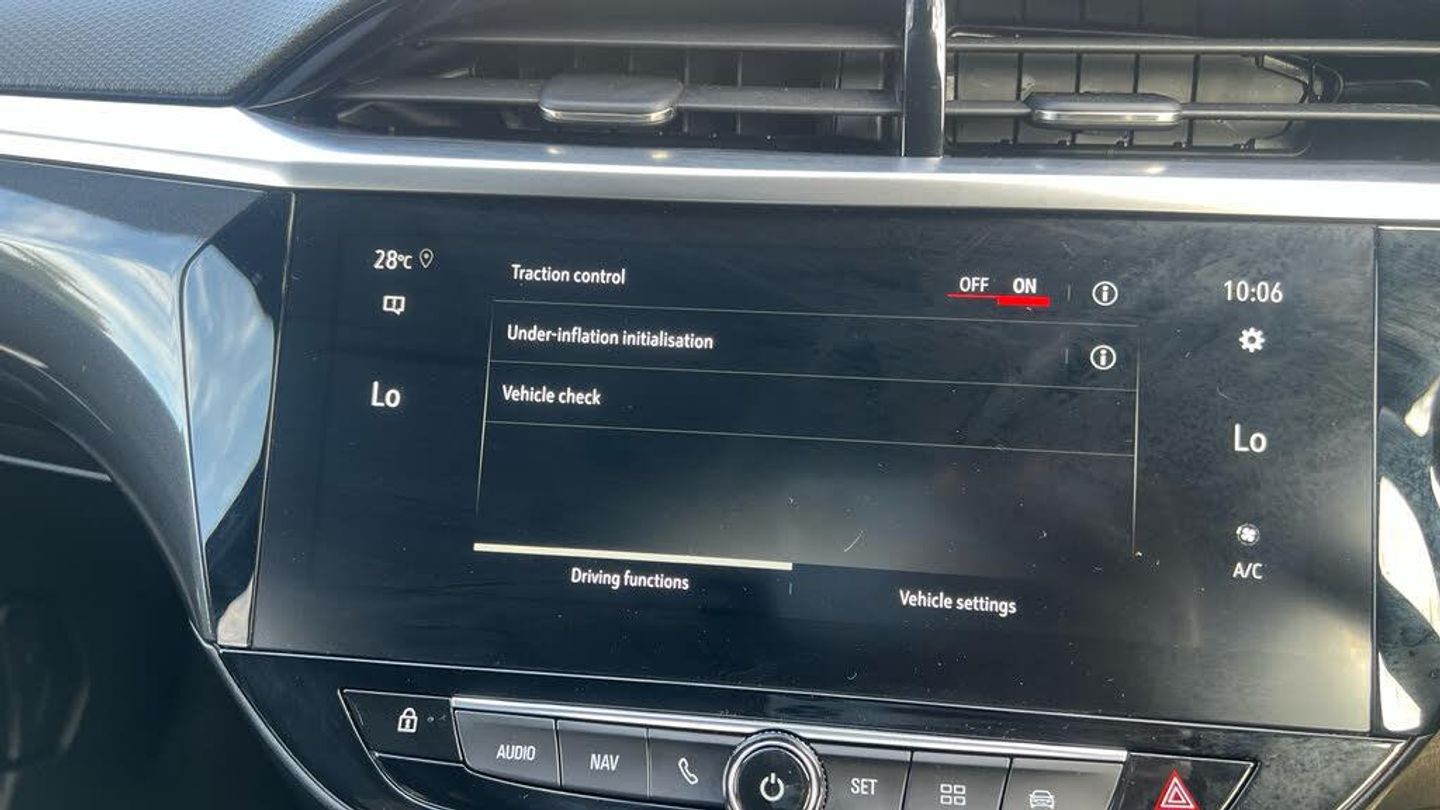 28°C
Lo
Traction control
OFF ON
Under-inflation initialisation
Vehicle check
Driving functions
Vehicle settings
10:06
Lo
A/C
AUDIO
NAV
SET